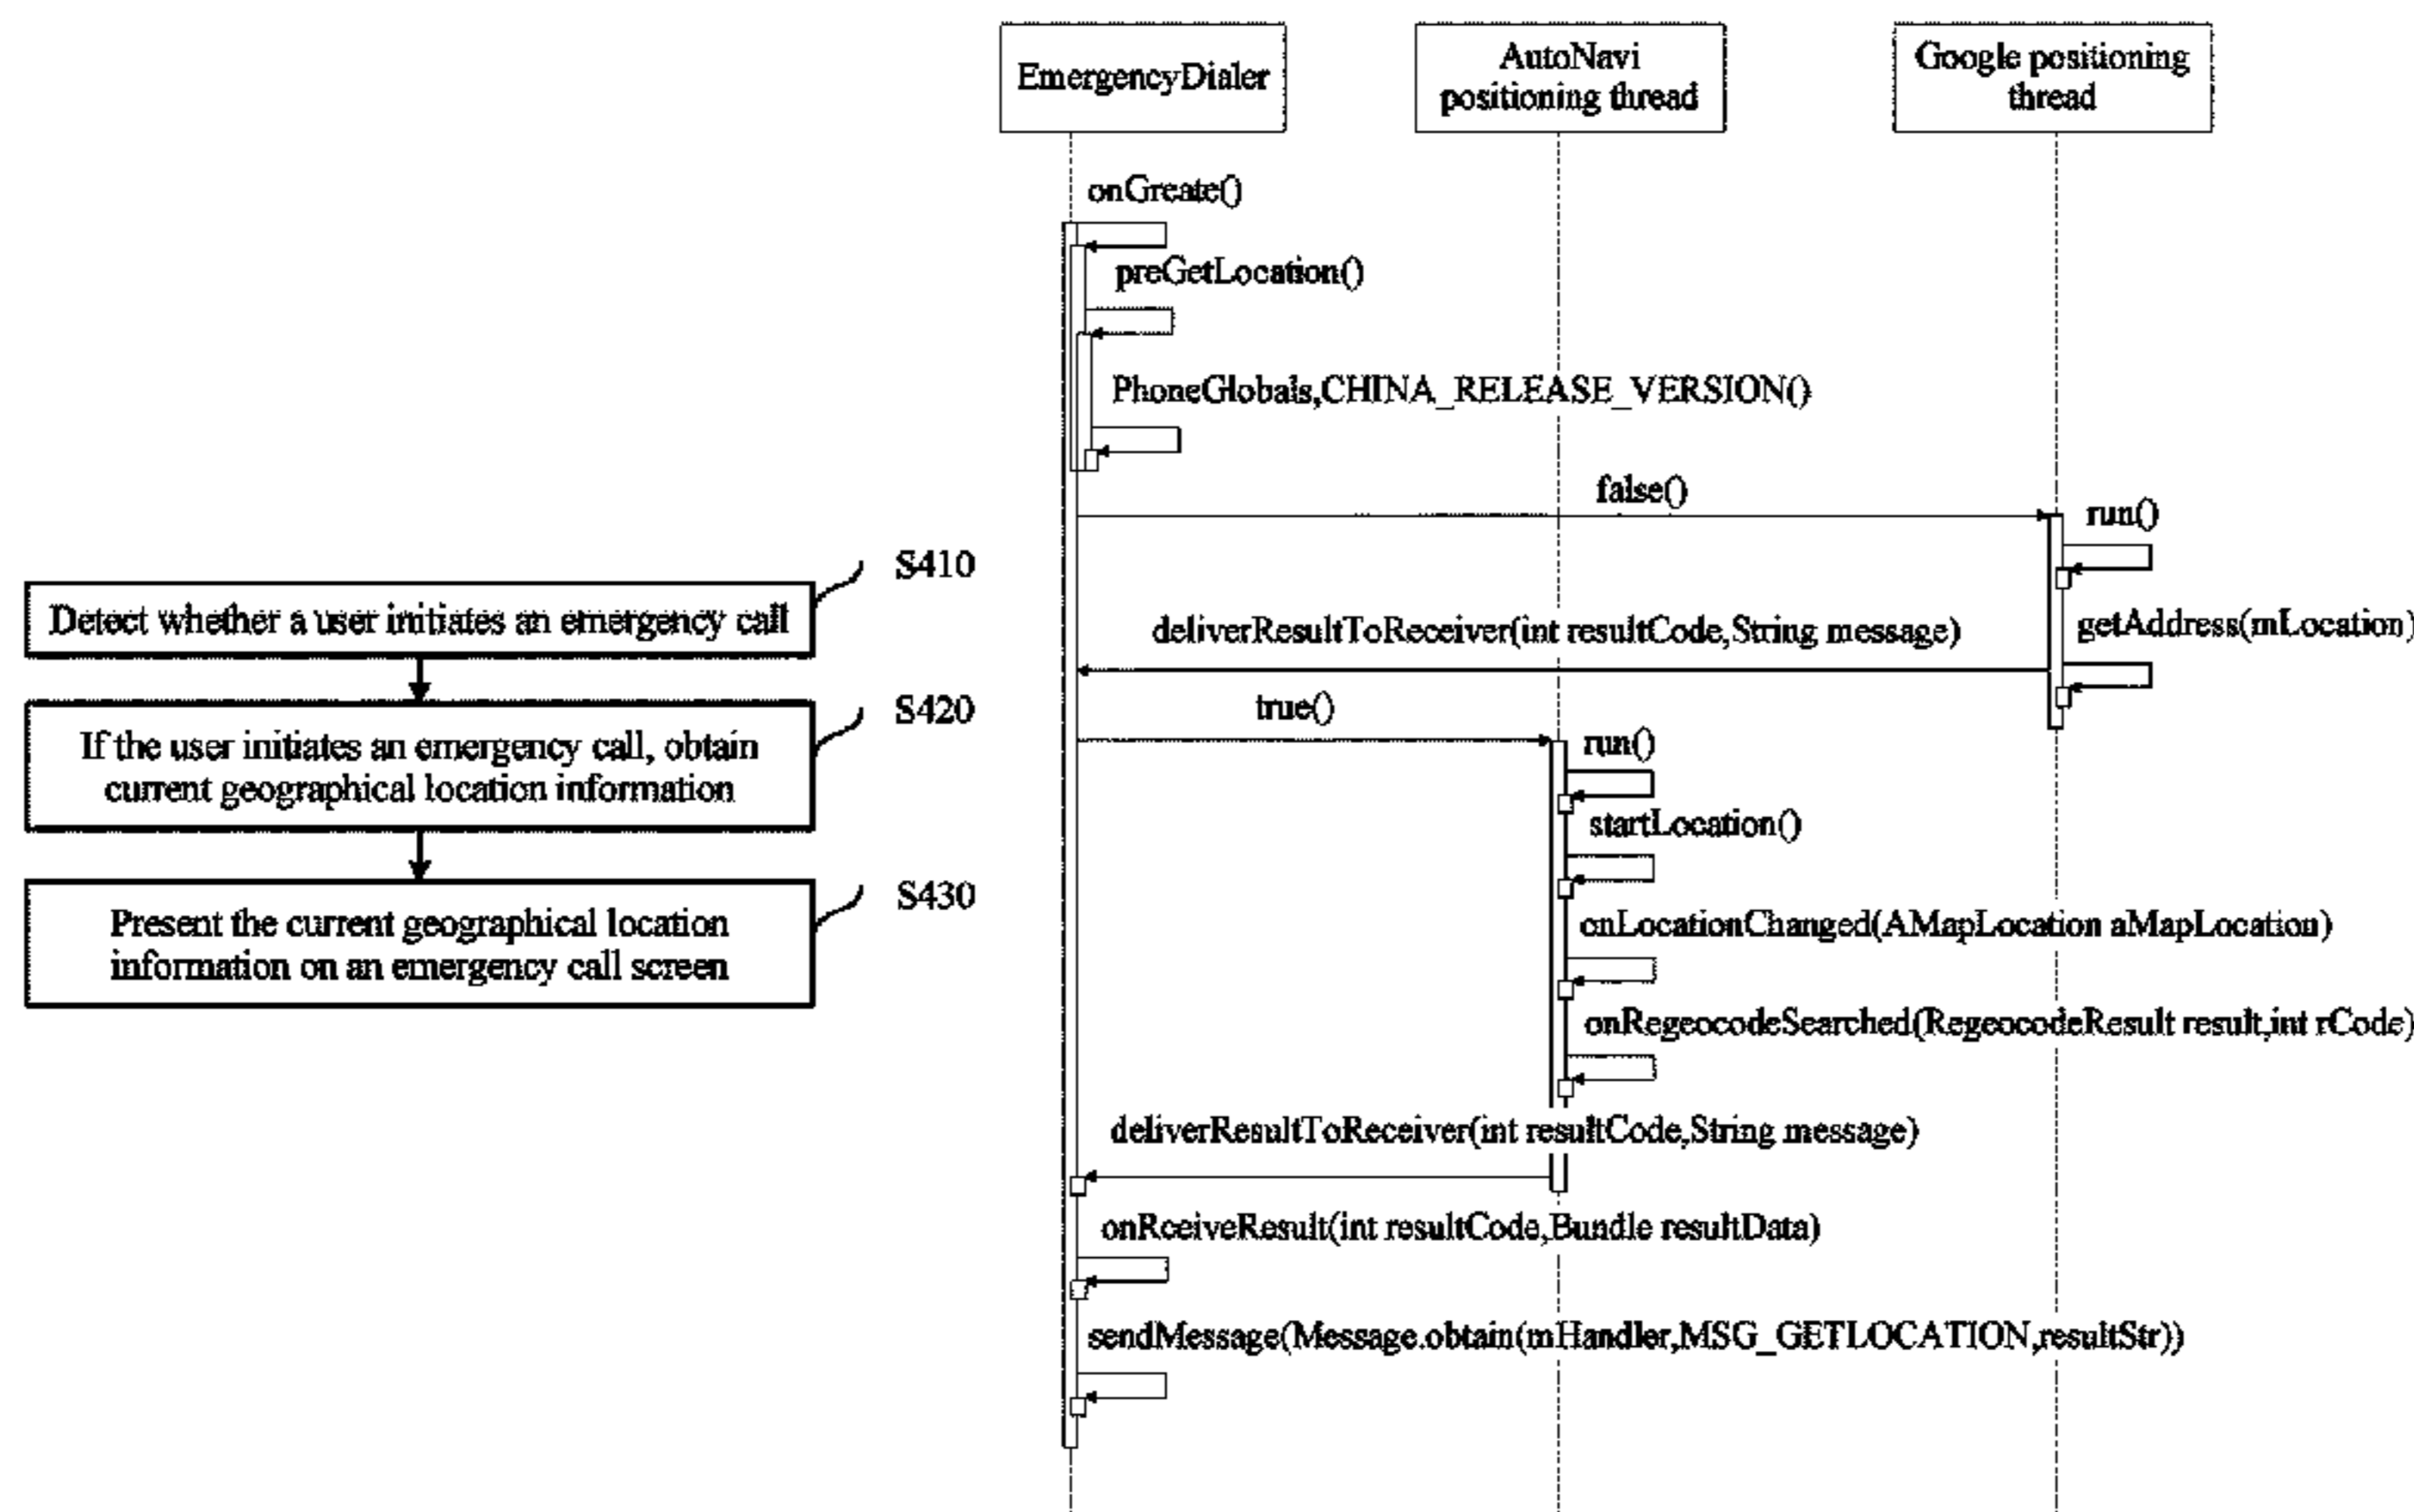 S410
Detect whether a user initiates an emergency call
S420
If the user initiates an emergency call, obtain
current geographical location information
S430
Present the current geographical location
information on an emergency call screen
EmergencyDialer
AutoNavi
positioning thread
Google positioning
thread
onGreate()
preGetLocation()
PhoneGlobals,CHINA_RELEASE_VERSION()
false()
run()
getAddress(mLocation)
deliverResultToReceiver(int resultCode,String message)
true()
run()
startLocation()
onLocationChanged(AMapLocation aMapLocation)
onRegeocodeSearched(RegeocodeResult result,int rCode)
deliverResultToReceiver(int resultCode,String message)
onRceiveResult(int resultCode,Bundle resultData)
sendMessage(Message.obtain(mHandler,MSG_GETLOCATION,resultStr))